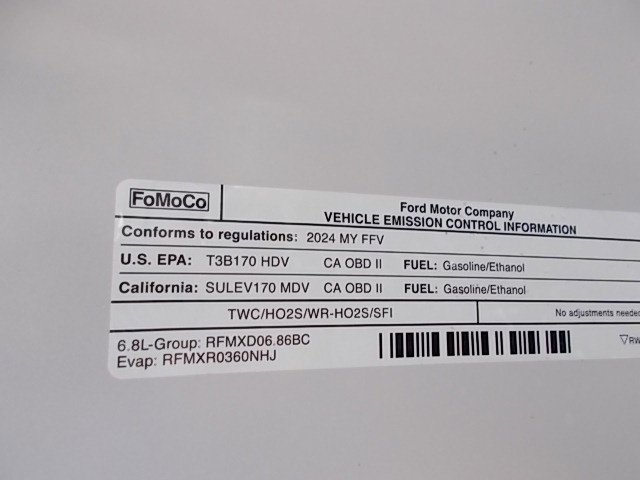 FoMoCo
Ford Motor Company
VEHICLE EMISSION CONTROL INFORMATION
Conforms to regulations: 2024 MY FFV
U.S. EPA: T3B170 HDV CA OBD II FUEL: Gasoline/Ethanol
California: SULEV170 MDV CA OBD II FUEL: Gasoline/Ethanol
TWC/HO2S/WR-HO2S/SFI No adjustments needed
6.8L-Group: RFMXD06.86BC
Evap: RFMXR0360NHJ
▽RW